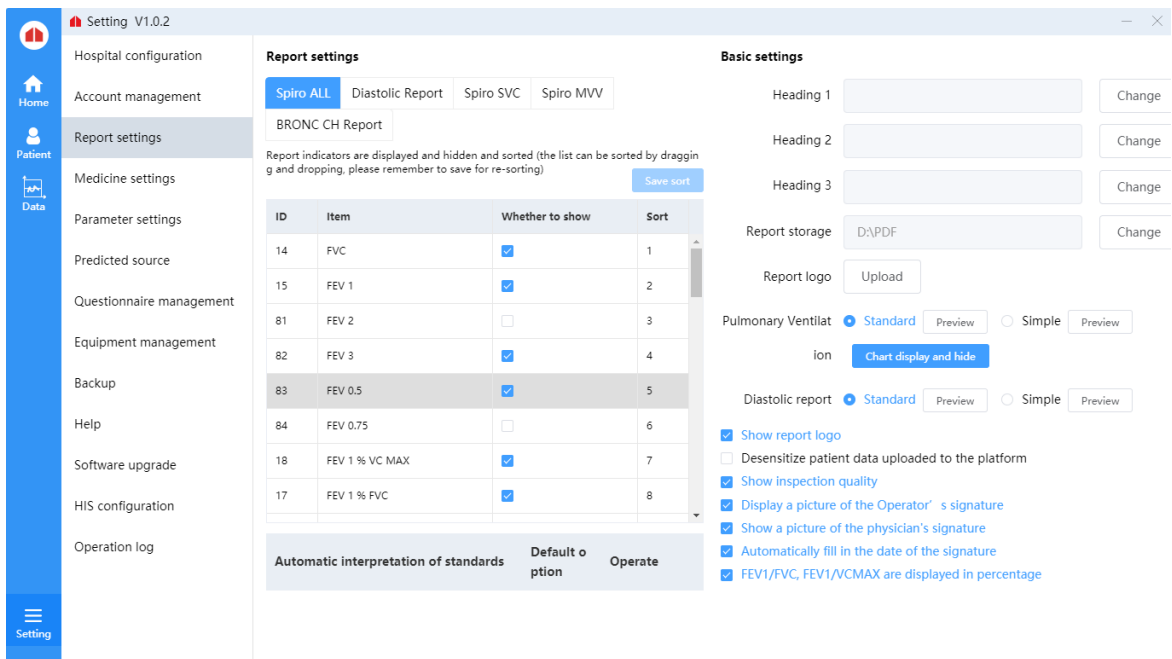 Setting V1.0.2
Home
Patient
Data
Setting
Hospital configuration
Account management
Report settings
Medicine settings
Parameter settings
Predicted source
Questionnaire management
Equipment management
Backup
Help
Software upgrade
HIS configuration
Operation log
Report settings
Spiro ALL Diastolic Report Spiro SVC Spiro MVV
BRONC CH Report
Report indicators are displayed and hidden and sorted (the list can be sorted by draggin
g and dropping, please remember to save for re-sorting)
Save sort
ID Item Whether to show Sort
14 FVC 1
15 FEV 1 2
81 FEV 2 3
82 FEV 3 4
83 FEV 0.5 5
84 FEV 0.75 6
18 FEV 1 % VC MAX 7
17 FEV 1 % FVC 8
Automatic interpretation of standards Default o Operate
ption
Basic settings
Heading 1 Change
Heading 2 Change
Heading 3 Change
Report storage D:\PDF Change
Report logo Upload
Pulmonary Ventilat Standard Preview Simple Preview
ion Chart display and hide
Diastolic report Standard Preview Simple Preview
Show report logo
Desensitize patient data uploaded to the platform
Show inspection quality
Display a picture of the Operator’s signature
Show a picture of the physician's signature
Automatically fill in the date of the signature
FEV1/FVC, FEV1/VCMAX are displayed in percentage